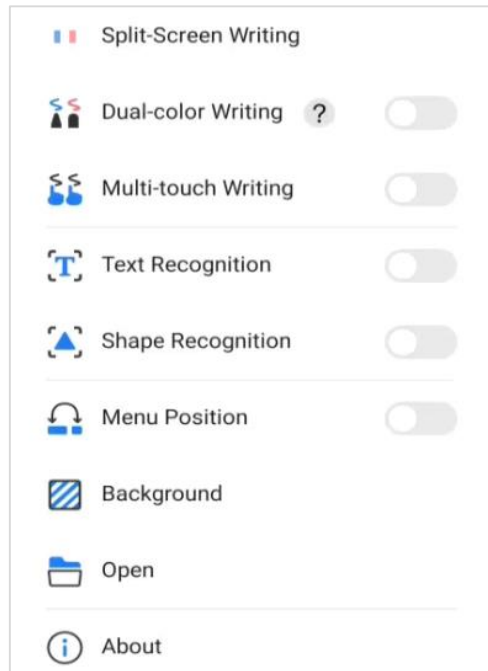 Split-Screen Writing
Dual-color Writing ?
Multi-touch Writing
Text Recognition
Shape Recognition
Menu Position
Background
Open
About